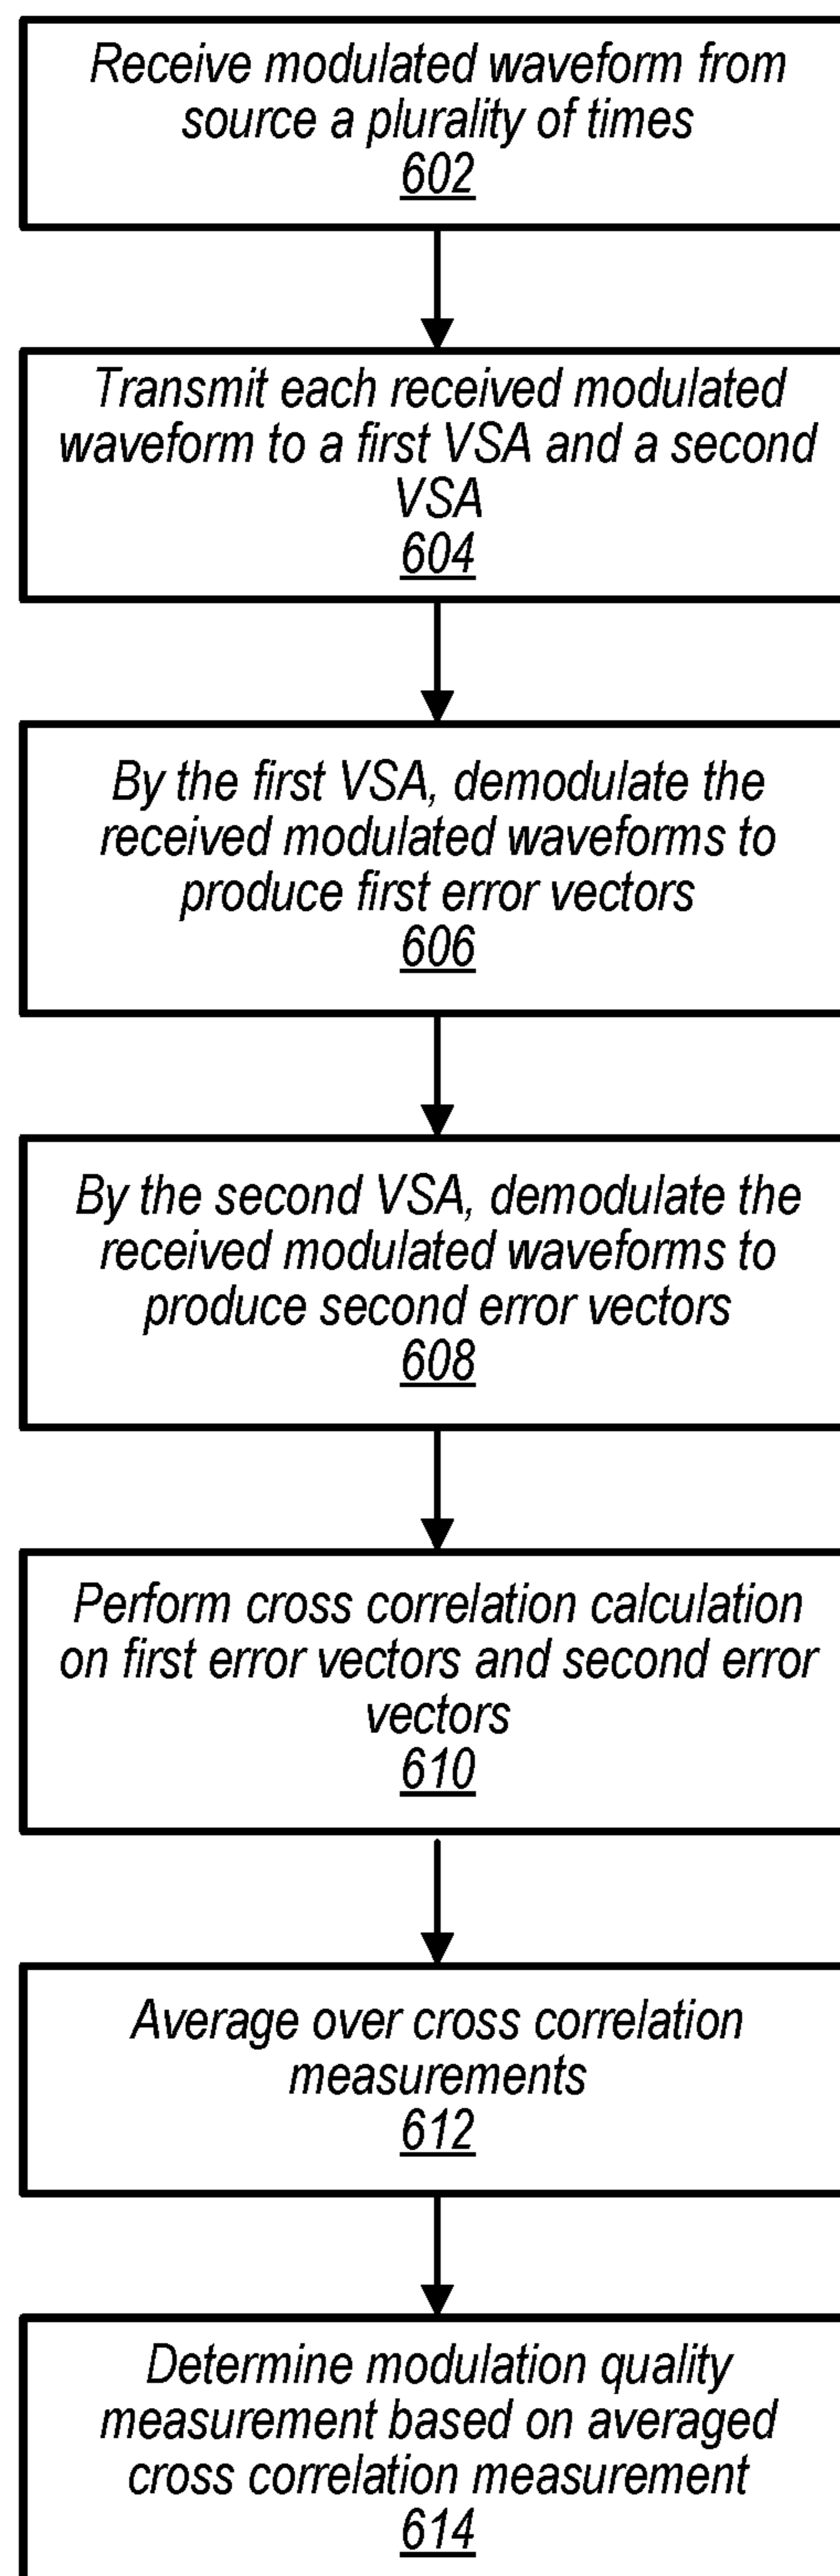 Receive modulated waveform from
source a plurality of times
602
Transmit each received modulated
waveform to a first VSA and a second
VSA
604
By the first VSA, demodulate the
received modulated waveforms to
produce first error vectors
606
By the second VSA, demodulate the
received modulated waveforms to
produce second error vectors
608
Perform cross correlation calculation
on first error vectors and second error
vectors
610
Average over cross correlation
measurements
612
Determine modulation quality
measurement based on averaged
cross correlation measurement
614